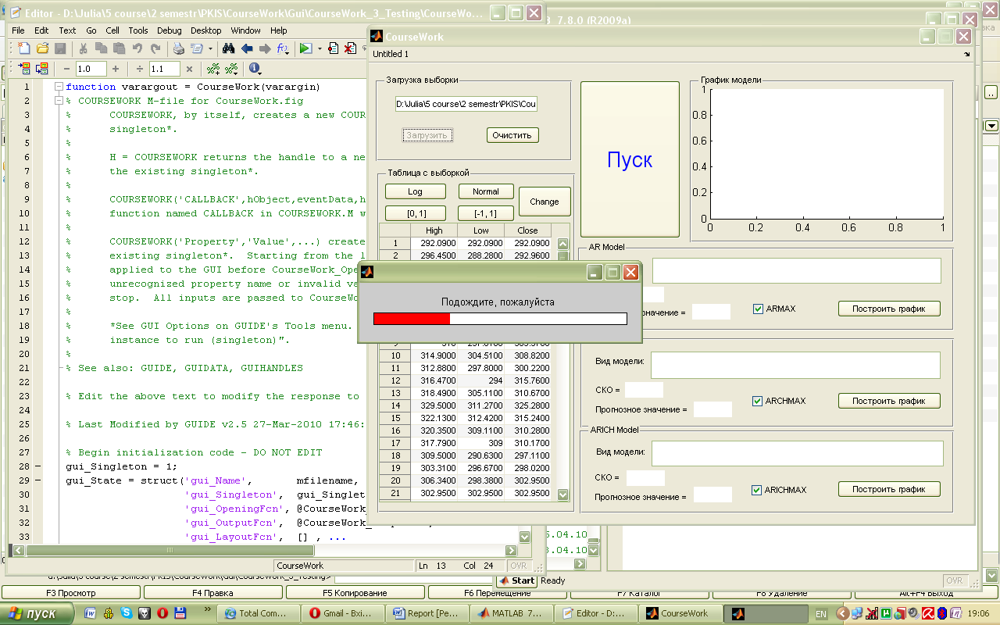 Editor - D:\Julia\5 course\2 semestr\PKIS\CourseWork\Gui\CourseWork_3_Testing\CourseWo...
7.8.0 (R2009a)
File Edit Text Go Cell Tools Debug Desktop Window Help
1.0
1.1
1 function varargout = CourseWork(varargin)
2 % COURSEWORK M-file for CourseWork.fig
3 % COURSEWORK, by itself, creates a new COUR
4 % singleton*.
5 %
6 % H = COURSEWORK returns the handle to a ne
7 % the existing singleton*.
8 %
9 % COURSEWORK('CALLBACK',hObject,eventData,h
10 % function named CALLBACK in COURSEWORK.M w
11 %
12 % COURSEWORK('Property','Value',...) create
13 % existing singleton*. Starting from the l
14 % applied to the GUI before CourseWork_Ope
15 % unrecognized property name or invalid va
16 % stop. All inputs are passed to CourseWo
17 %
18 % *See GUI Options on GUIDE's Tools menu.
19 % instance to run (singleton)".
20 %
21 % See also: GUIDE, GUIDATA, GUIHANDLES
22
23 % Edit the above text to modify the response to
24
25 % Last Modified by GUIDE v2.5 27-Mar-2010 17:46:
26
27 % Begin initialization code - DO NOT EDIT
28 gui_Singleton = 1;
29 gui_State = struct('gui_Name', mfilename,
30 'gui_Singleton', gui_Singlet
31 'gui_OpeningFcn', @CourseWork_
32 'gui_OutputFcn', @CourseWork_
33 'gui_LayoutFcn', [] , ...
CourseWork Ln 13 Col 24 OVR
CourseWork
Untitled 1
Загрузка выборки
D:\Julia\5 course\2 semestr\PKIS\Cou
Загрузить Очистить
Таблица с выборкой
Log Normal Change
[0, 1] [-1, 1]
High Low Close
1 292.0900 292.0900 292.0900
2 296.4500 288.2800 292.9600
10 314.9000 304.5100 308.8200
11 312.8800 297.8000 300.2200
12 316.4700 294 315.7600
13 318.4900 305.1100 310.6700
14 329.5000 311.2700 325.2800
15 322.1300 312.4200 315.2400
16 320.3500 309.1100 310.2800
17 317.7900 309 310.1700
18 309.5000 290.6300 297.1100
19 303.3100 296.6700 298.0200
20 306.3400 298.3800 302.9500
21 302.9500 302.9500 302.9500
Пуск
График модели
1
0.8
0.6
0.4
0.2
0
0 0.2 0.4 0.6 0.8 1
AR Model
значение =
ARMAX
Построить график
Вид модели:
СКО =
Прогнозное значение =
ARCHMAX
Построить график
ARICH Model
Вид модели:
СКО =
Прогнозное значение =
ARICHMAX
Построить график
Подождите, пожалуйста
.04.10
.04.10
Start Ready
OVR
d:\Julia\5 course\2 semestr\PKIS\CourseWork\Gui\CourseWork_3_Testing>
F3 Просмотр F4 Правка F5 Копирование F6 Перемещение F7 Каталог F8 Удаление Alt+F4 Выход
пуск
Total Com...
Gmail - Bxi...
Report [Pe...
MATLAB 7...
Editor - D:...
CourseWork
EN
19:06